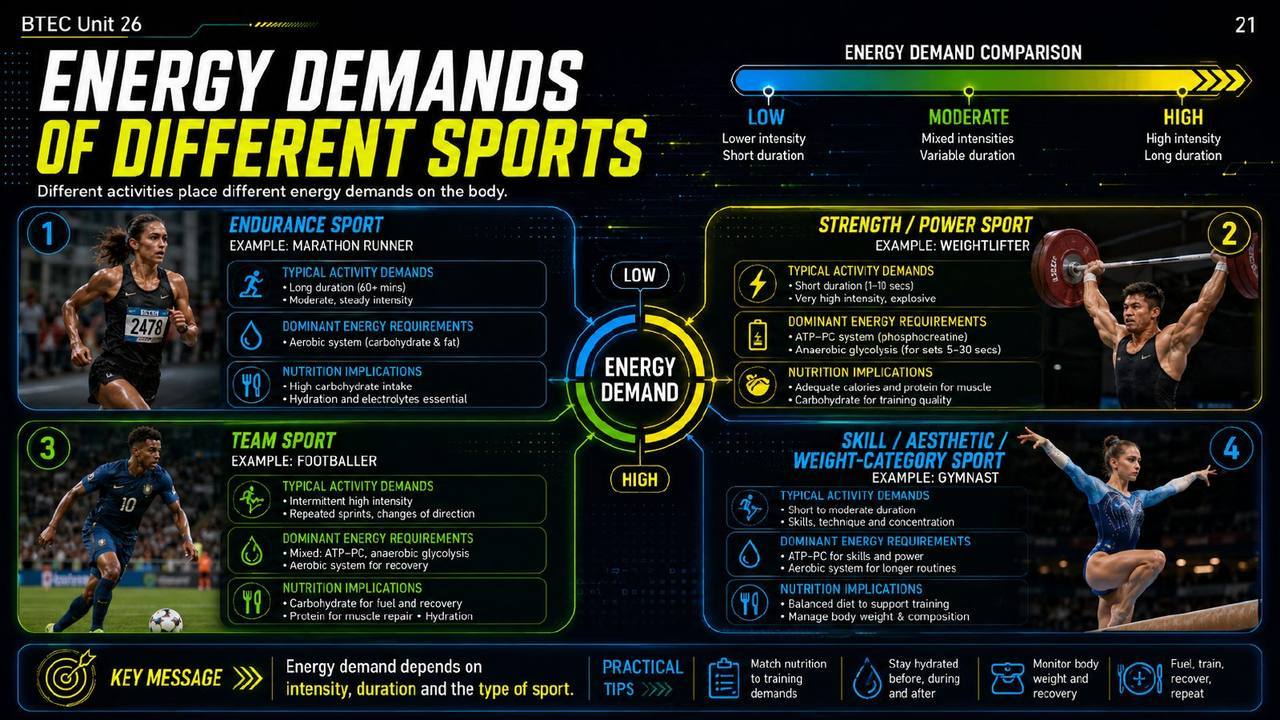 BTEC Unit 26
21
ENERGY DEMANDS
OF DIFFERENT SPORTS
Different activities place different energy demands on the body.
ENERGY DEMAND COMPARISON
LOW
Lower intensity
Short duration
MODERATE
Mixed intensities
Variable duration
HIGH
High intensity
Long duration
1
ENDURANCE SPORT
EXAMPLE: MARATHON RUNNER
TYPICAL ACTIVITY DEMANDS
• Long duration (60+ mins)
• Moderate, steady intensity
DOMINANT ENERGY REQUIREMENTS
• Aerobic system (carbohydrate & fat)
NUTRITION IMPLICATIONS
• High carbohydrate intake
• Hydration and electrolytes essential
2478
LOW
ENERGY
DEMAND
HIGH
2
STRENGTH / POWER SPORT
EXAMPLE: WEIGHTLIFTER
TYPICAL ACTIVITY DEMANDS
• Short duration (1–10 secs)
• Very high intensity, explosive
DOMINANT ENERGY REQUIREMENTS
• ATP–PC system (phosphocreatine)
• Anaerobic glycolysis (for sets 5–30 secs)
NUTRITION IMPLICATIONS
• Adequate calories and protein for muscle
• Carbohydrate for training quality
3
TEAM SPORT
EXAMPLE: FOOTBALLER
TYPICAL ACTIVITY DEMANDS
• Intermittent high intensity
• Repeated sprints, changes of direction
DOMINANT ENERGY REQUIREMENTS
• Mixed: ATP–PC, anaerobic glycolysis
• Aerobic system for recovery
NUTRITION IMPLICATIONS
• Carbohydrate for fuel and recovery
• Protein for muscle repair • Hydration
10
4
SKILL / AESTHETIC /
WEIGHT-CATEGORY SPORT
EXAMPLE: GYMNAST
TYPICAL ACTIVITY DEMANDS
• Short to moderate duration
• Skills, technique and concentration
DOMINANT ENERGY REQUIREMENTS
• ATP–PC for skills and power
• Aerobic system for longer routines
NUTRITION IMPLICATIONS
• Balanced diet to support training
• Manage body weight & composition
KEY MESSAGE
Energy demand depends on
intensity, duration and the type of sport.
PRACTICAL
TIPS
Match nutrition
to training
demands
Stay hydrated
before, during
and after
Monitor body
weight and
recovery
Fuel, train,
recover,
repeat